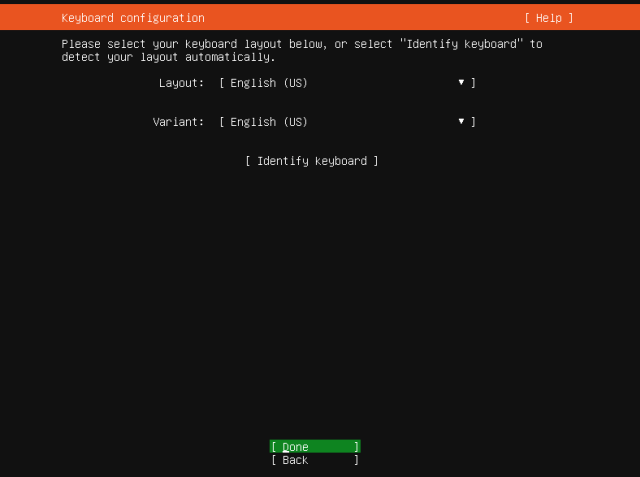 Keyboard configuration [ Help ]
Please select your keyboard layout below, or select "Identify keyboard" to
detect your layout automatically.
Layout: [ English (US) ▼ ]
Variant: [ English (US) ▼ ]
[ Identify keyboard ]
[ Done ]
[ Back ]